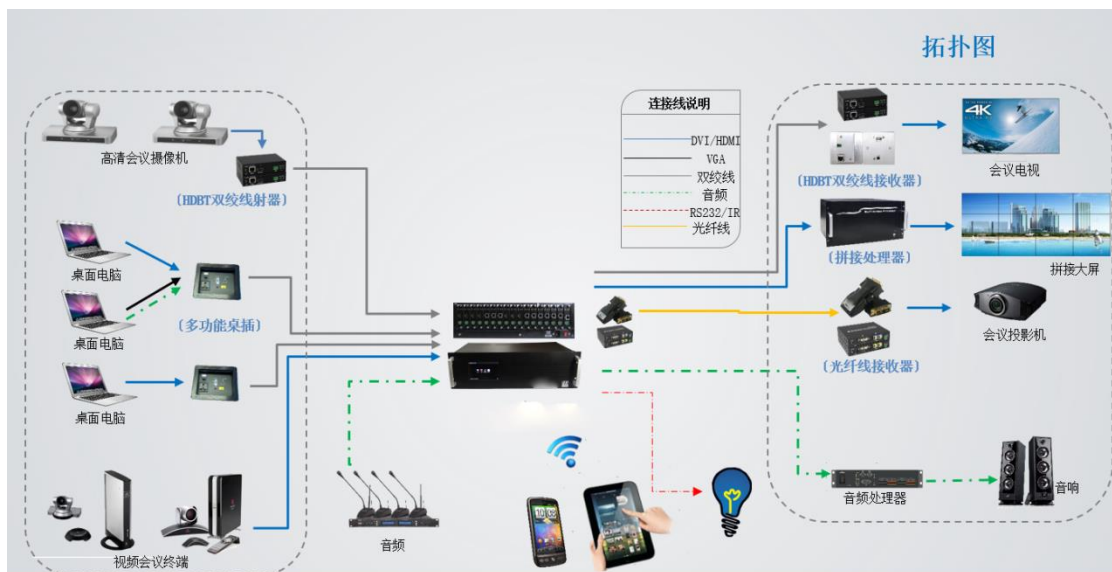 拓扑图
连接线说明
DVI/HDMI
VGA
双绞线
音频
RS232/IR
光纤线
高清会议摄像机
(HDBT双绞线射器)
桌面电脑
桌面电脑
(多功能桌插)
桌面电脑
视频会议终端
音频
(HDBT双绞线接收器)
4K
会议电视
(拼接处理器)
拼接大屏
会议投影机
(光纤线接收器)
音频处理器
音响